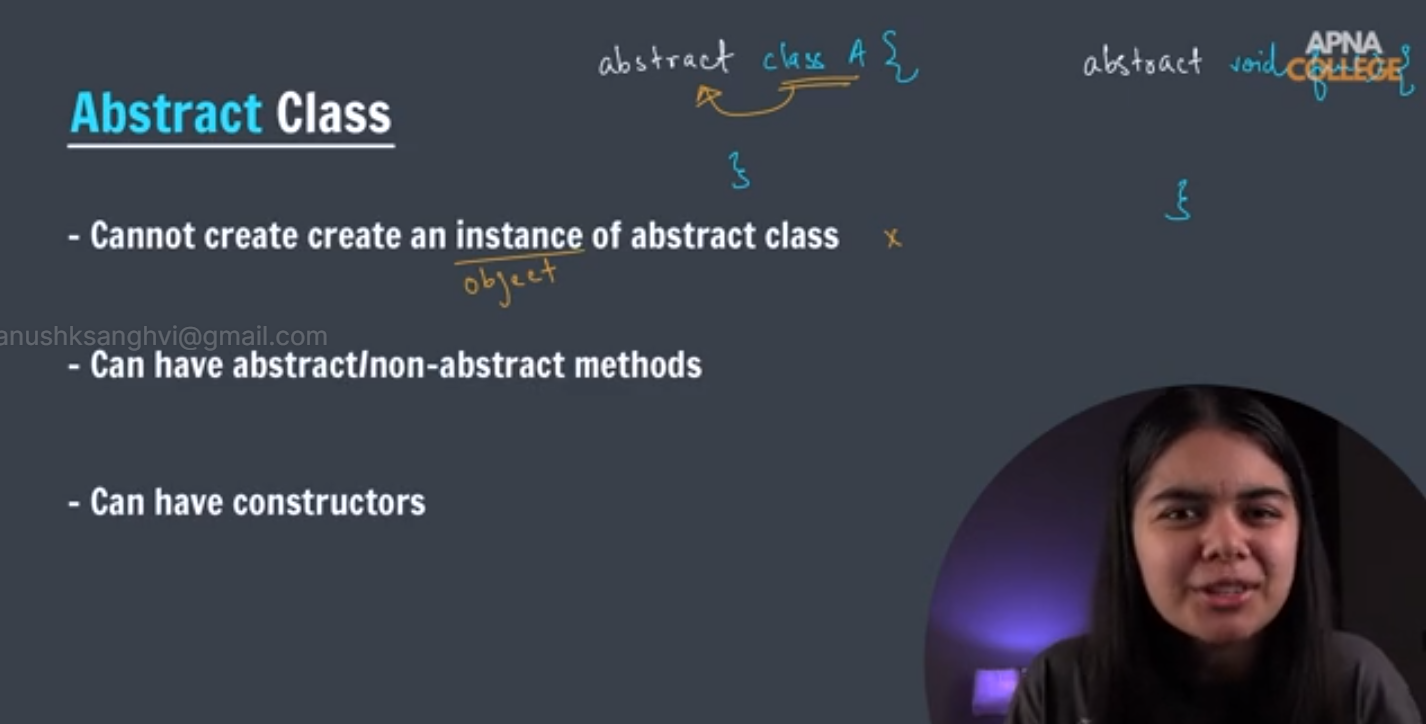 abstract class A {
}
abstract void {
}
APNA
COLLEGE
Abstract Class
- Cannot create create an instance of abstract class x
object
anushksanghvi@gmail.com
- Can have abstract/non-abstract methods
- Can have constructors